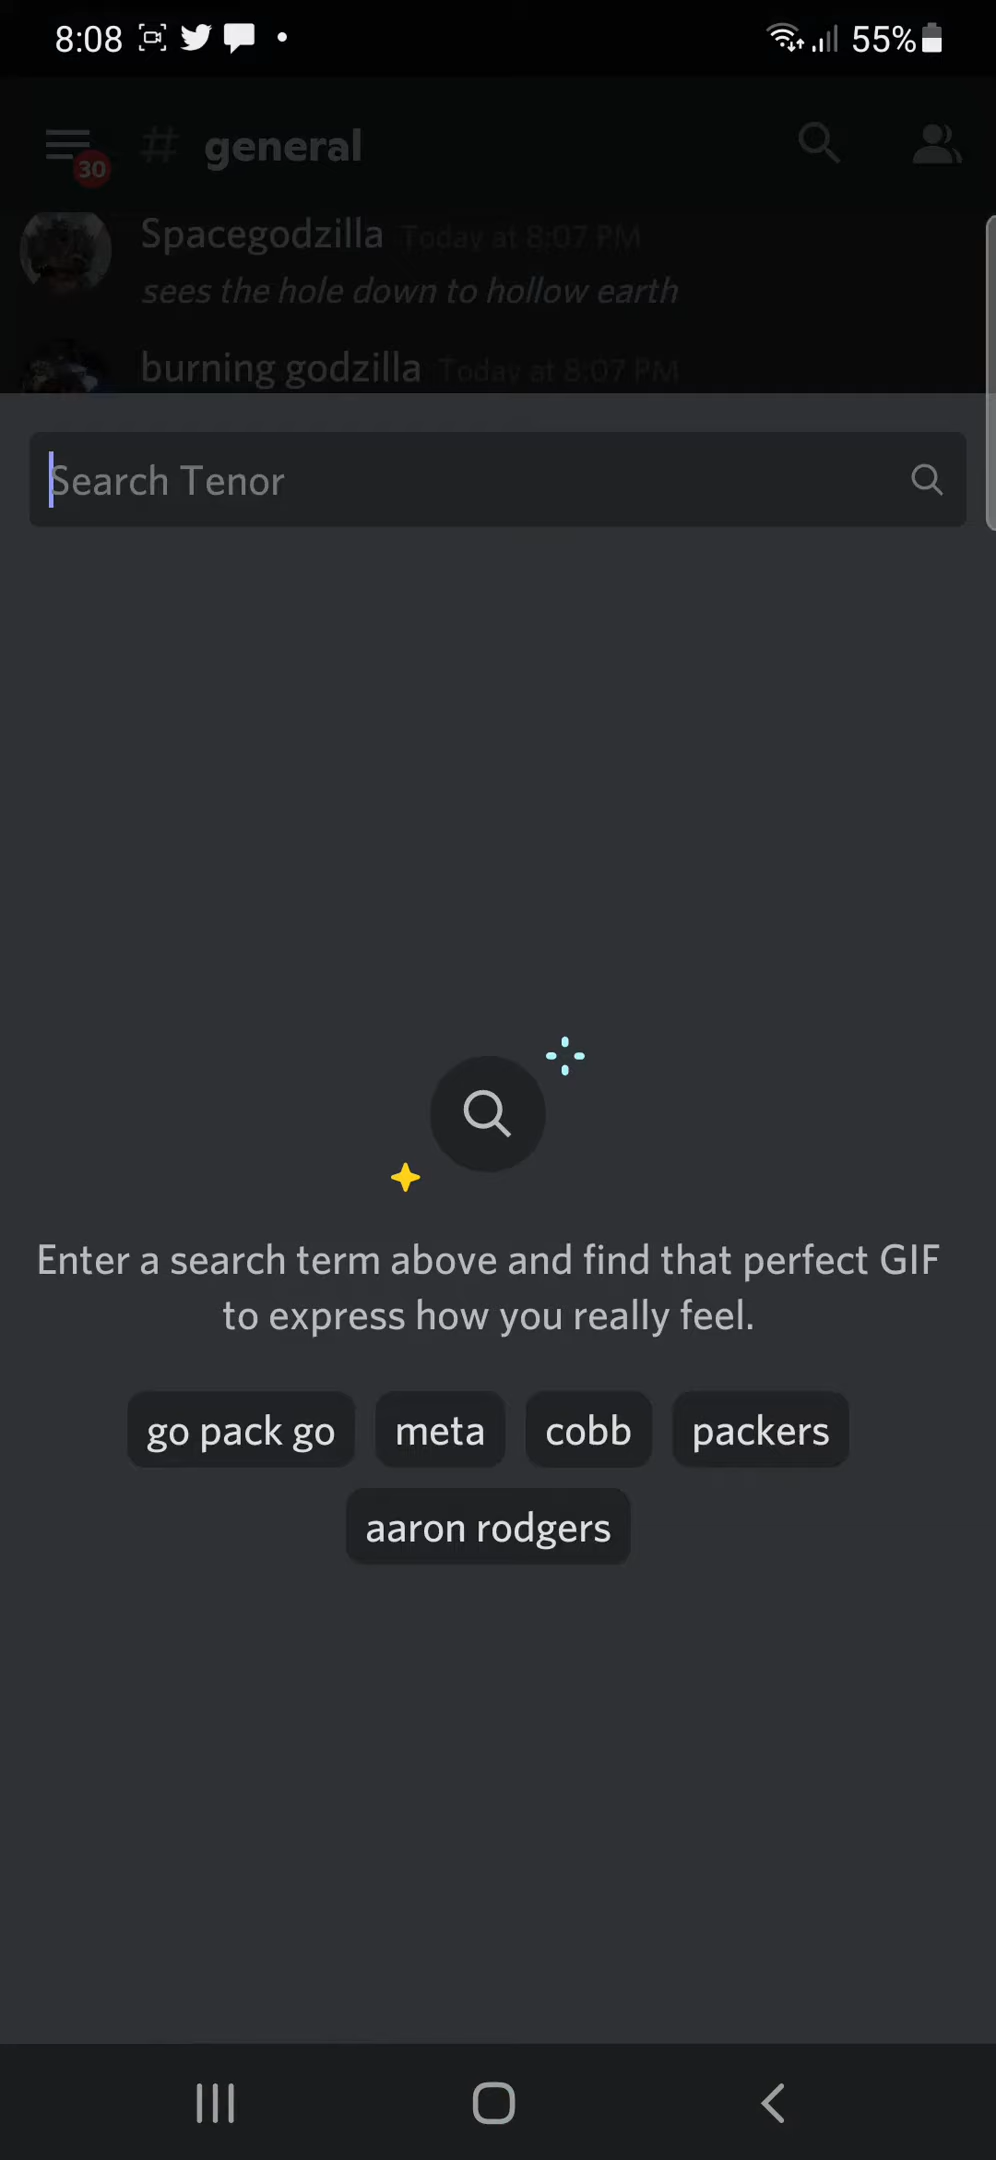 8:08 55%
30 # general
Spacegodzilla Today at 8:07 PM
sees the hole down to hollow earth
burning godzilla Today at 8:07 PM
Search Tenor
Enter a search term above and find that perfect GIF
to express how you really feel.
go pack go meta cobb packers
aaron rodgers